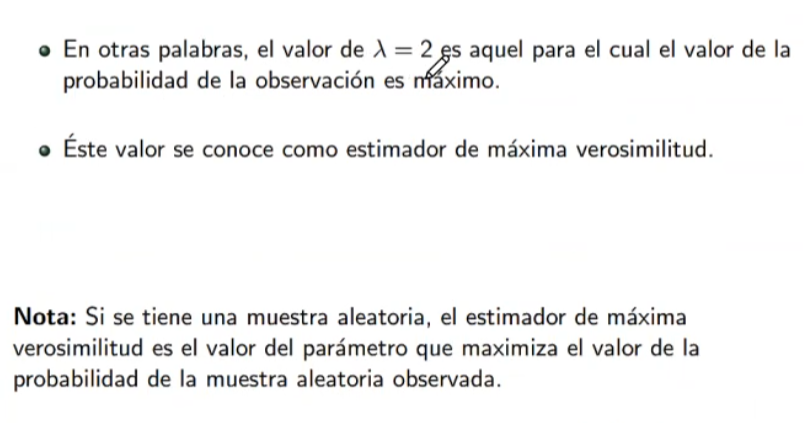 • En otras palabras, el valor de λ = 2 es aquel para el cual el valor de la
probabilidad de la observación es máximo.
• Éste valor se conoce como estimador de máxima verosimilitud.
Nota: Si se tiene una muestra aleatoria, el estimador de máxima
verosimilitud es el valor del parámetro que maximiza el valor de la
probabilidad de la muestra aleatoria observada.